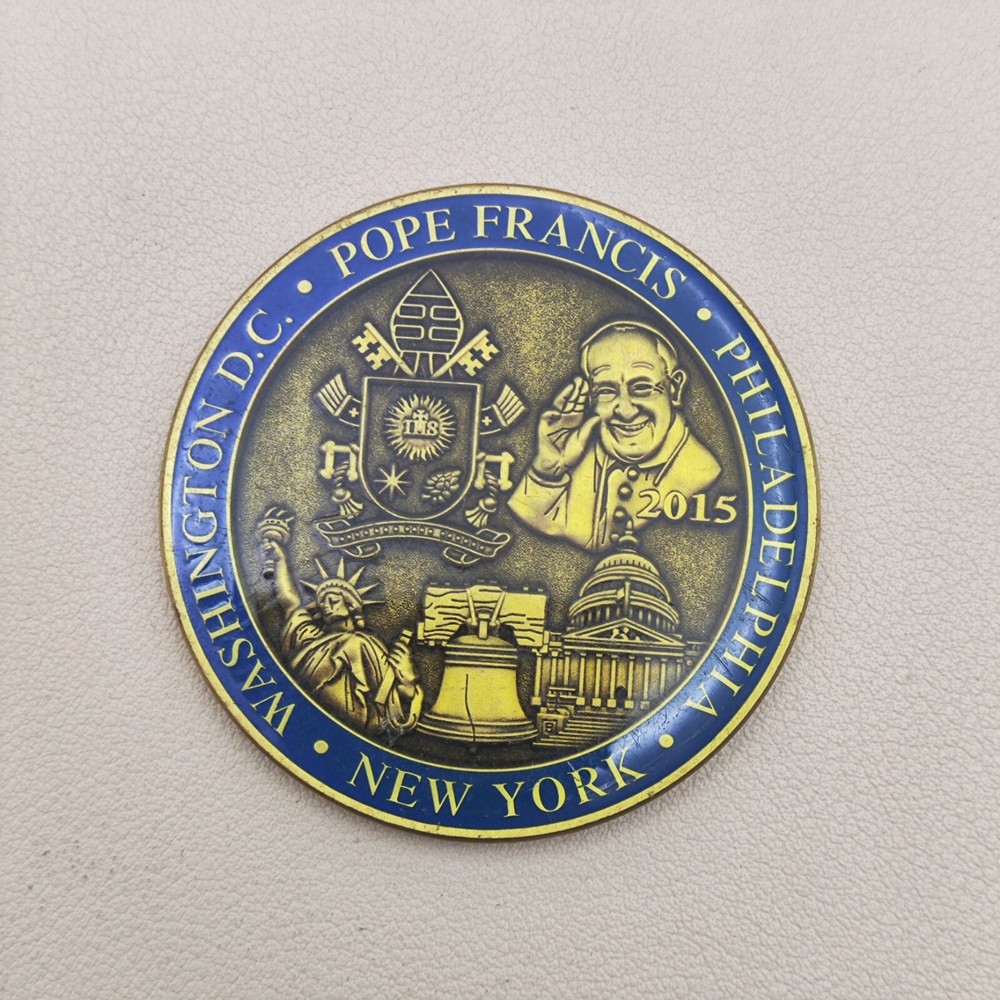 POPE FRANCIS
PHILADELPHIA
NEW YORK
WASHINGTON D.C.
IHS
2015